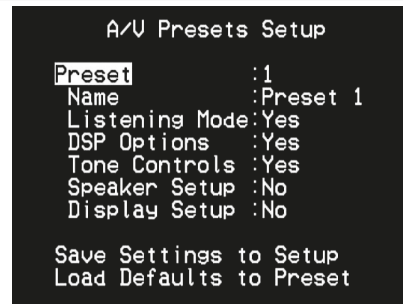 A/V Presets Setup
Preset :1
Name :Preset 1
Listening Mode:Yes
DSP Options :Yes
Tone Controls :Yes
Speaker Setup :No
Display Setup :No
Save Settings to Setup
Load Defaults to Preset